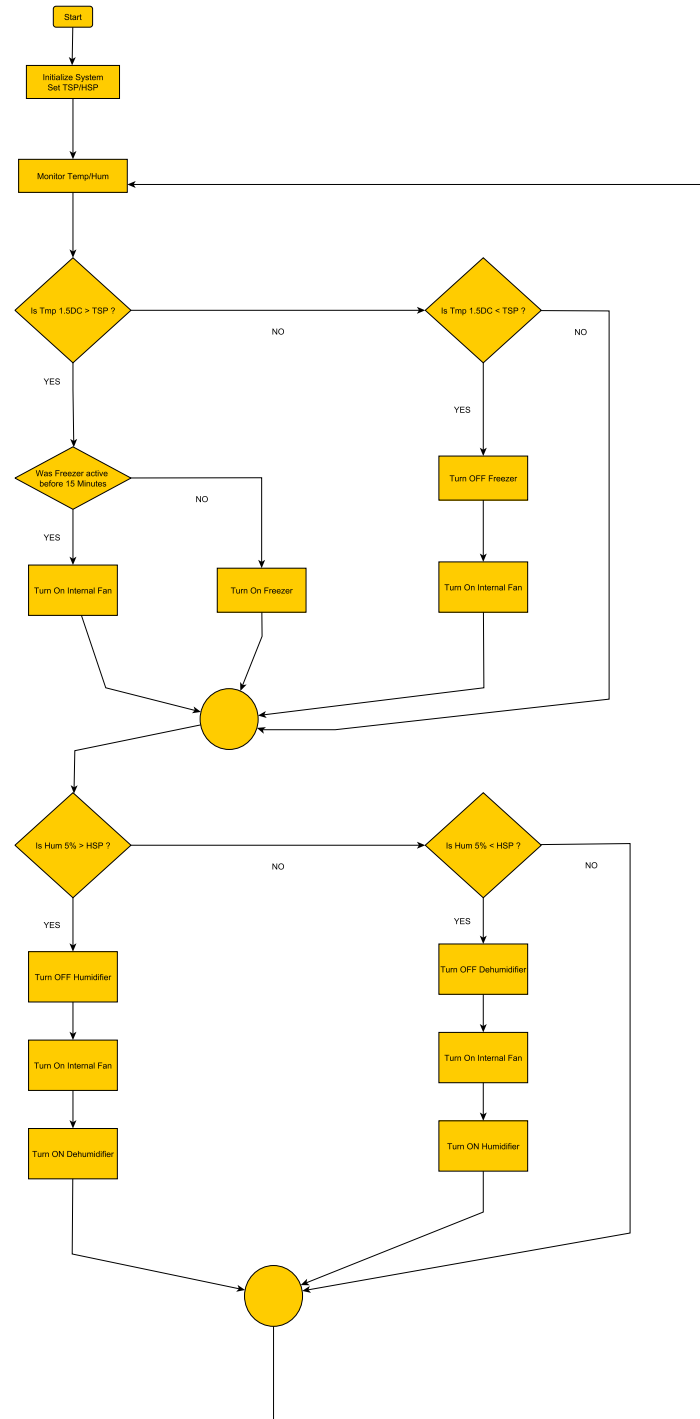 Start
Initialize System
Set TSP/HSP
Monitor Temp/Hum
Is Tmp 1.5DC > TSP ?
Is Tmp 1.5DC < TSP ?
NO
NO
YES
YES
Was Freezer active
before 15 Minutes
Turn OFF Freezer
NO
YES
Turn On Internal Fan
Turn On Freezer
Turn On Internal Fan
Is Hum 5% > HSP ?
Is Hum 5% < HSP ?
NO
NO
YES
YES
Turn OFF Humidifier
Turn OFF Dehumidifier
Turn On Internal Fan
Turn On Internal Fan
Turn ON Dehumidifier
Turn ON Humidifier